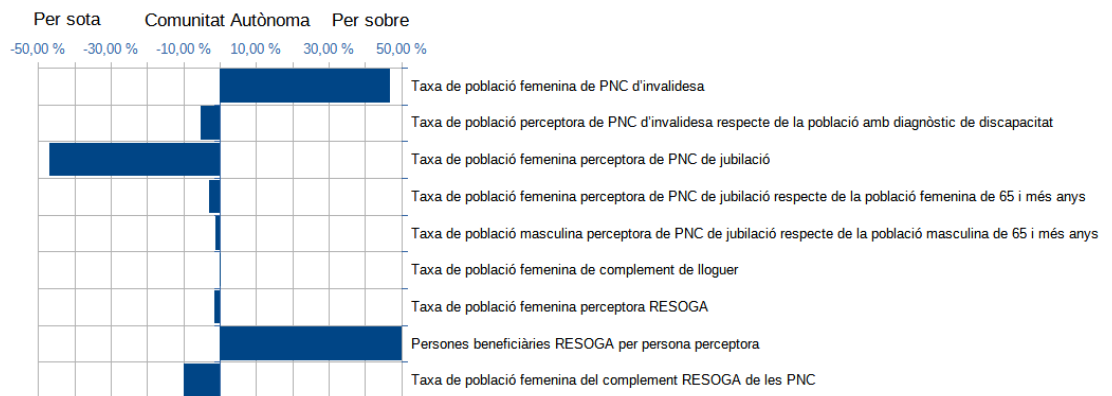 Per sota Comunitat Autònoma Per sobre
-50,00 % -30,00 % -10,00 % 10,00 % 30,00 % 50,00 %
Taxa de població femenina de PNC d'invalidesa
Taxa de població perceptora de PNC d'invalidesa respecte de la població amb diagnòstic de discapacitat
Taxa de població femenina perceptora de PNC de jubilació
Taxa de població femenina perceptora de PNC de jubilació respecte de la població femenina de 65 i més anys
Taxa de població masculina perceptora de PNC de jubilació respecte de la població masculina de 65 i més anys
Taxa de població femenina de complement de lloguer
Taxa de població femenina perceptora RESOGA
Persones beneficiàries RESOGA per persona perceptora
Taxa de població femenina del complement RESOGA de les PNC